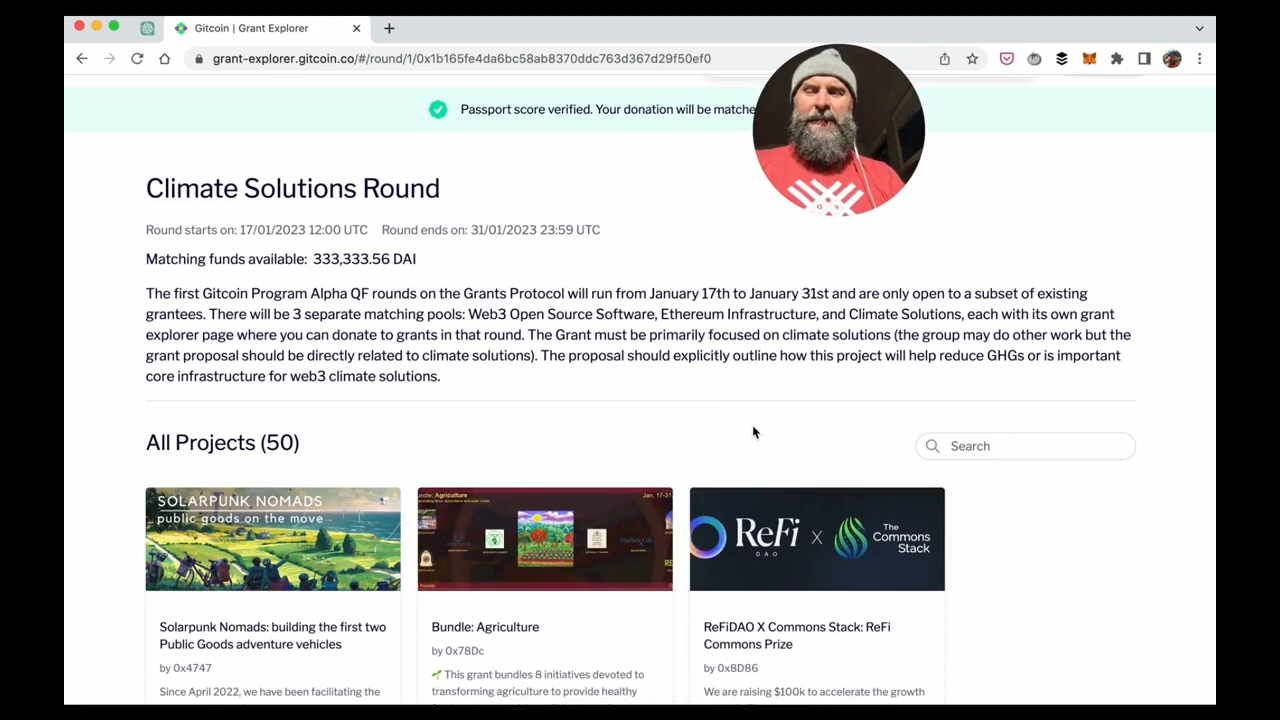 Gitcoin | Grant Explorer
grant-explorer.gitcoin.co/#/round/1/0x1b165fe4da6bc58ab8370ddc763d367d29f50ef0
Passport score verified. Your donation will be matche
Climate Solutions Round
Round starts on: 17/01/2023 12:00 UTC Round ends on: 31/01/2023 23:59 UTC
Matching funds available: 333,333.56 DAI
The first Gitcoin Program Alpha QF rounds on the Grants Protocol will run from January 17th to January 31st and are only open to a subset of existing
grantees. There will be 3 separate matching pools: Web3 Open Source Software, Ethereum Infrastructure, and Climate Solutions, each with its own grant
explorer page where you can donate to grants in that round. The Grant must be primarily focused on climate solutions (the group may do other work but the
grant proposal should be directly related to climate solutions). The proposal should explicitly outline how this project will help reduce GHGs or is important
core infrastructure for web3 climate solutions.
All Projects (50)
Search
SOLARPUNK NOMADS
public goods on the move
undle: Agriculture
Jan. 17-31
ReFi
DAO
X
The
Commons
Stack
Solarpunk Nomads: building the first two
Public Goods adventure vehicles
by 0x4747
Since April 2022, we have been facilitating the
Bundle: Agriculture
by 0x78Dc
🌱 This grant bundles 8 initiatives devoted to
transforming agriculture to provide healthy
ReFiDAO X Commons Stack: ReFi
Commons Prize
by 0x8D86
We are raising $100k to accelerate the growth